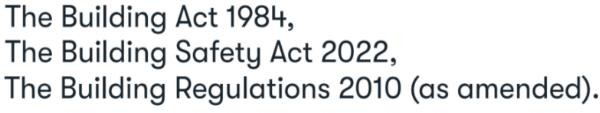 The Building Act 1984,
The Building Safety Act 2022,
The Building Regulations 2010 (as amended).